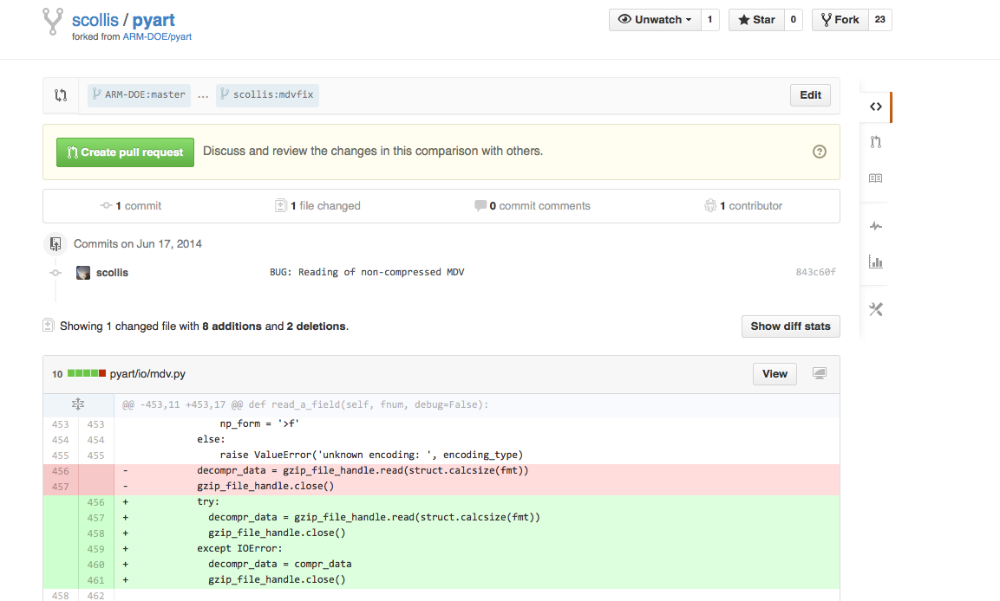 scollis / pyart
forked from ARM-DOE/pyart
Unwatch 1 Star 0 Fork 23
ARM-DOE:master ... scollis:mdvfix Edit
Create pull request Discuss and review the changes in this comparison with others. ?
1 commit 1 file changed 0 commit comments 1 contributor
Commits on Jun 17, 2014
scollis BUG: Reading of non-compressed MDV 843c60f
Showing 1 changed file with 8 additions and 2 deletions. Show diff stats
10 pyart/io/mdv.py View
@@ -453,11 +453,17 @@ def read_a_field(self, fnum, debug=False):
453 453 np_form = '>f'
454 454 else:
455 455 raise ValueError('unknown encoding: ', encoding_type)
456 - decompr_data = gzip_file_handle.read(struct.calcsize(fmt))
457 - gzip_file_handle.close()
456 + try:
457 + decompr_data = gzip_file_handle.read(struct.calcsize(fmt))
458 + gzip_file_handle.close()
459 + except IOError:
460 + decompr_data = compr_data
461 + gzip_file_handle.close()
458 462